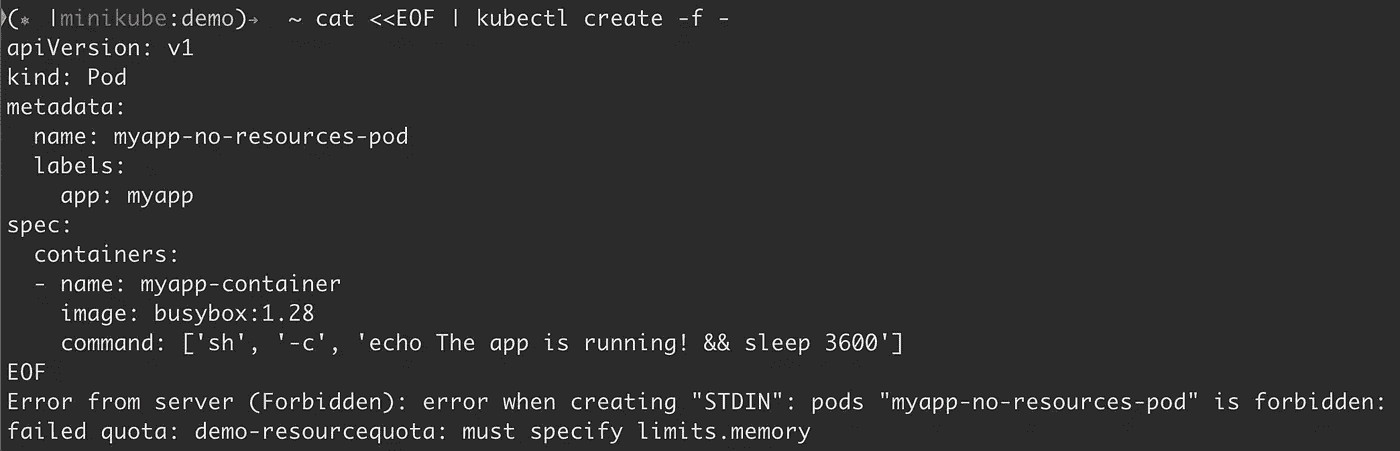 (⎈ |minikube:demo)→  ~ cat <<EOF | kubectl create -f -
apiVersion: v1
kind: Pod
metadata:
  name: myapp-no-resources-pod
  labels:
    app: myapp
spec:
  containers:
  - name: myapp-container
    image: busybox:1.28
    command: ['sh', '-c', 'echo The app is running! && sleep 3600']
EOF
Error from server (Forbidden): error when creating "STDIN": pods "myapp-no-resources-pod" is forbidden:
failed quota: demo-resourcequota: must specify limits.memory